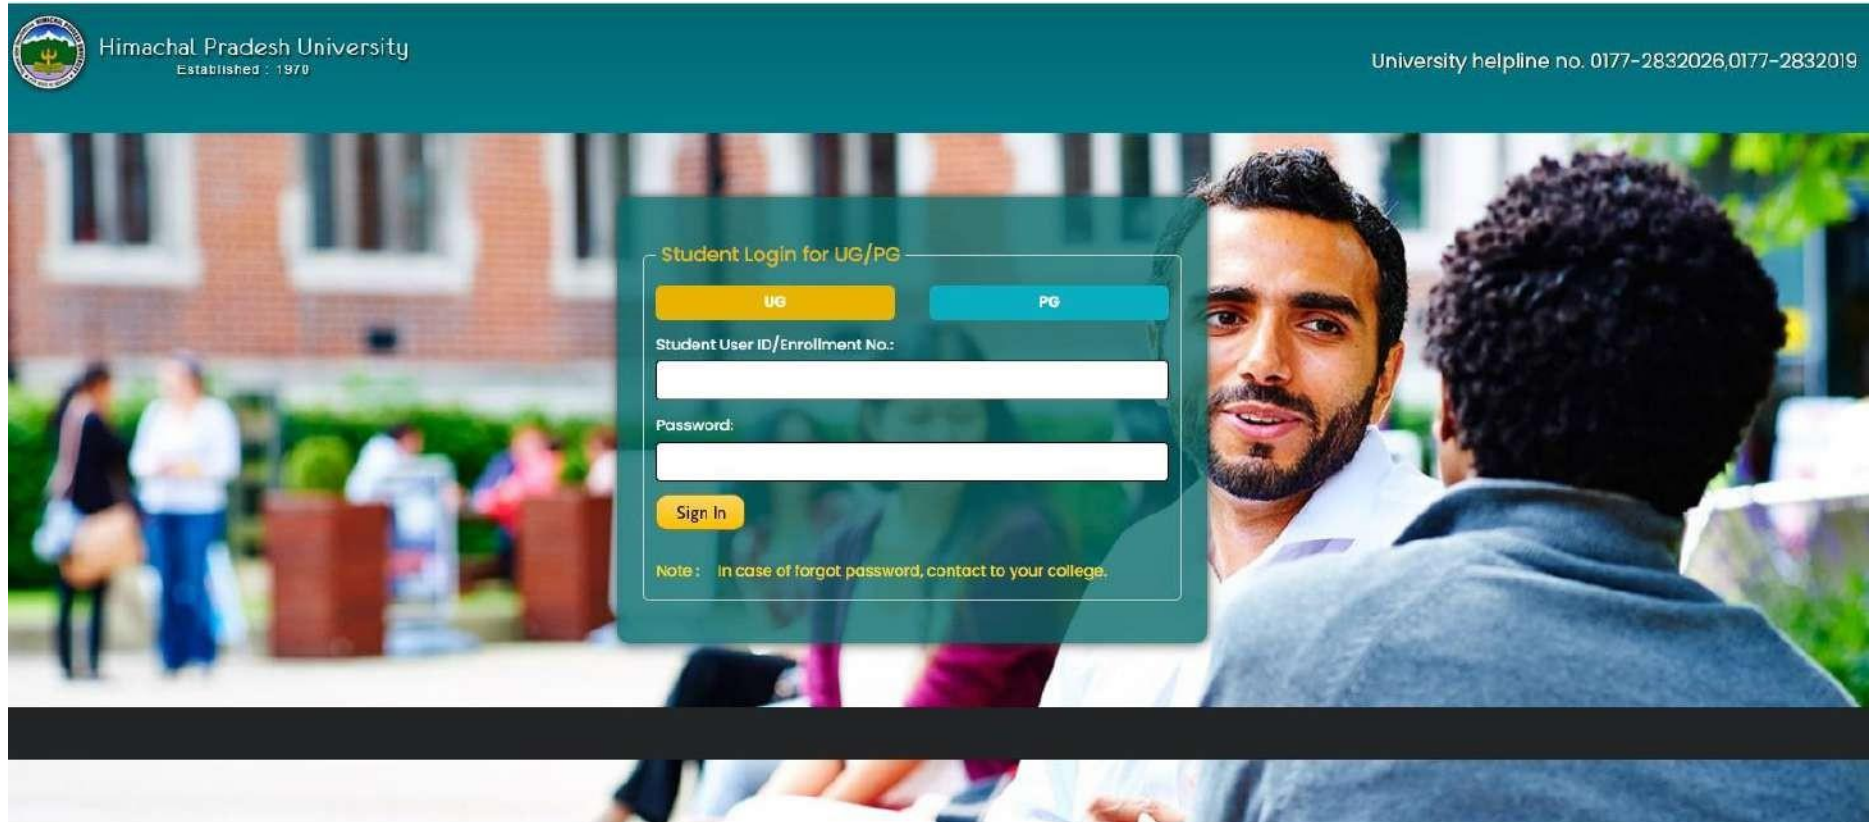 Himachal Pradesh University
Established : 1970
University helpline no. 0177-2832026,0177-2832019
Student Login for UG/PG
UG
PG
Student User ID/Enrollment No.:
Password:
Sign In
Note : In case of forgot password, contact to your college.